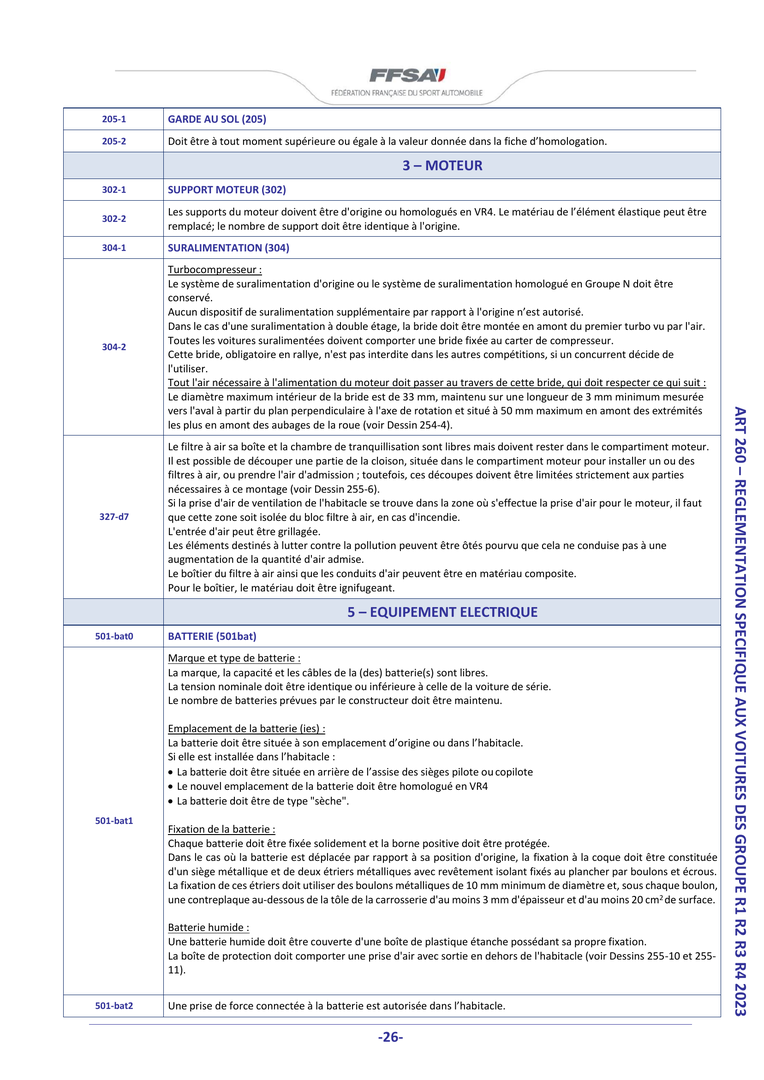 FFSA
FÉDÉRATION FRANÇAISE DU SPORT AUTOMOBILE
205-1 GARDE AU SOL (205)
205-2 Doit être à tout moment supérieure ou égale à la valeur donnée dans la fiche d’homologation.
3 – MOTEUR
302-1 SUPPORT MOTEUR (302)
302-2 Les supports du moteur doivent être d'origine ou homologués en VR4. Le matériau de l’élément élastique peut être
remplacé; le nombre de support doit être identique à l'origine.
304-1 SURALIMENTATION (304)
304-2 Turbocompresseur :
Le système de suralimentation d'origine ou le système de suralimentation homologué en Groupe N doit être
conservé.
Aucun dispositif de suralimentation supplémentaire par rapport à l'origine n’est autorisé.
Dans le cas d'une suralimentation à double étage, la bride doit être montée en amont du premier turbo vu par l'air.
Toutes les voitures suralimentées doivent comporter une bride fixée au carter de compresseur.
Cette bride, obligatoire en rallye, n'est pas interdite dans les autres compétitions, si un concurrent décide de
l'utiliser.
Tout l'air nécessaire à l'alimentation du moteur doit passer au travers de cette bride, qui doit respecter ce qui suit :
Le diamètre maximum intérieur de la bride est de 33 mm, maintenu sur une longueur de 3 mm minimum mesurée
vers l'aval à partir du plan perpendiculaire à l'axe de rotation et situé à 50 mm maximum en amont des extrémités
les plus en amont des aubages de la roue (voir Dessin 254-4).
327-d7 Le filtre à air sa boîte et la chambre de tranquillisation sont libres mais doivent rester dans le compartiment moteur.
Il est possible de découper une partie de la cloison, située dans le compartiment moteur pour installer un ou des
filtres à air, ou prendre l'air d'admission ; toutefois, ces découpes doivent être limitées strictement aux parties
nécessaires à ce montage (voir Dessin 255-6).
Si la prise d'air de ventilation de l'habitacle se trouve dans la zone où s'effectue la prise d'air pour le moteur, il faut
que cette zone soit isolée du bloc filtre à air, en cas d'incendie.
L'entrée d'air peut être grillagée.
Les éléments destinés à lutter contre la pollution peuvent être ôtés pourvu que cela ne conduise pas à une
augmentation de la quantité d'air admise.
Le boîtier du filtre à air ainsi que les conduits d'air peuvent être en matériau composite.
Pour le boîtier, le matériau doit être ignifugeant.
5 – EQUIPEMENT ELECTRIQUE
501-bat0 BATTERIE (501bat)
501-bat1 Marque et type de batterie :
La marque, la capacité et les câbles de la (des) batterie(s) sont libres.
La tension nominale doit être identique ou inférieure à celle de la voiture de série.
Le nombre de batteries prévues par le constructeur doit être maintenu.
Emplacement de la batterie (ies) :
La batterie doit être située à son emplacement d’origine ou dans l’habitacle.
Si elle est installée dans l’habitacle :
• La batterie doit être située en arrière de l’assise des sièges pilote ou copilote
• Le nouvel emplacement de la batterie doit être homologué en VR4
• La batterie doit être de type "sèche".
Fixation de la batterie :
Chaque batterie doit être fixée solidement et la borne positive doit être protégée.
Dans le cas où la batterie est déplacée par rapport à sa position d'origine, la fixation à la coque doit être constituée
d'un siège métallique et de deux étriers métalliques avec revêtement isolant fixés au plancher par boulons et écrous.
La fixation de ces étriers doit utiliser des boulons métalliques de 10 mm minimum de diamètre et, sous chaque boulon,
une contreplaque au-dessous de la tôle de la carrosserie d'au moins 3 mm d'épaisseur et d'au moins 20 cm² de surface.
Batterie humide :
Une batterie humide doit être couverte d'une boîte de plastique étanche possédant sa propre fixation.
La boîte de protection doit comporter une prise d'air avec sortie en dehors de l'habitacle (voir Dessins 255-10 et 255-
11).
501-bat2 Une prise de force connectée à la batterie est autorisée dans l’habitacle.
ART 260 – REGLEMENTATION SPECIFIQUE AUX VOITURES DES GROUPE R1 R2 R3 R4 2023
-26-